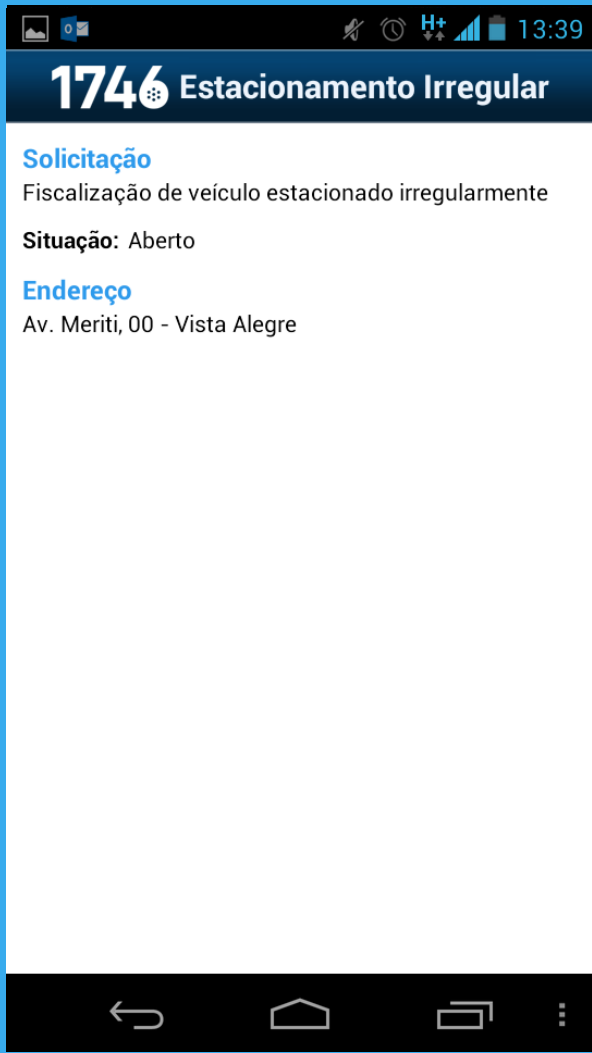 H+ 13:39
1746 Estacionamento Irregular
Solicitação
Fiscalização de veículo estacionado irregularmente
Situação: Aberto
Endereço
Av. Meriti, 00 - Vista Alegre